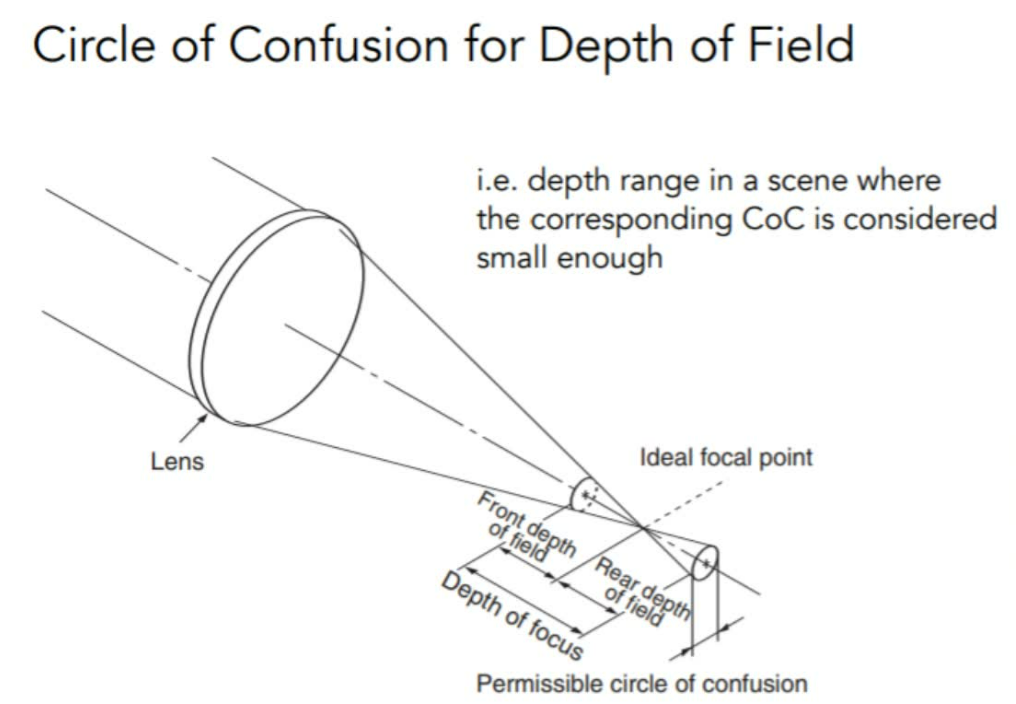 Circle of Confusion for Depth of Field
i.e. depth range in a scene where
the corresponding CoC is considered
small enough
Lens
Ideal focal point
Front depth
of field
Rear depth
of field
Depth of focus
Permissible circle of confusion